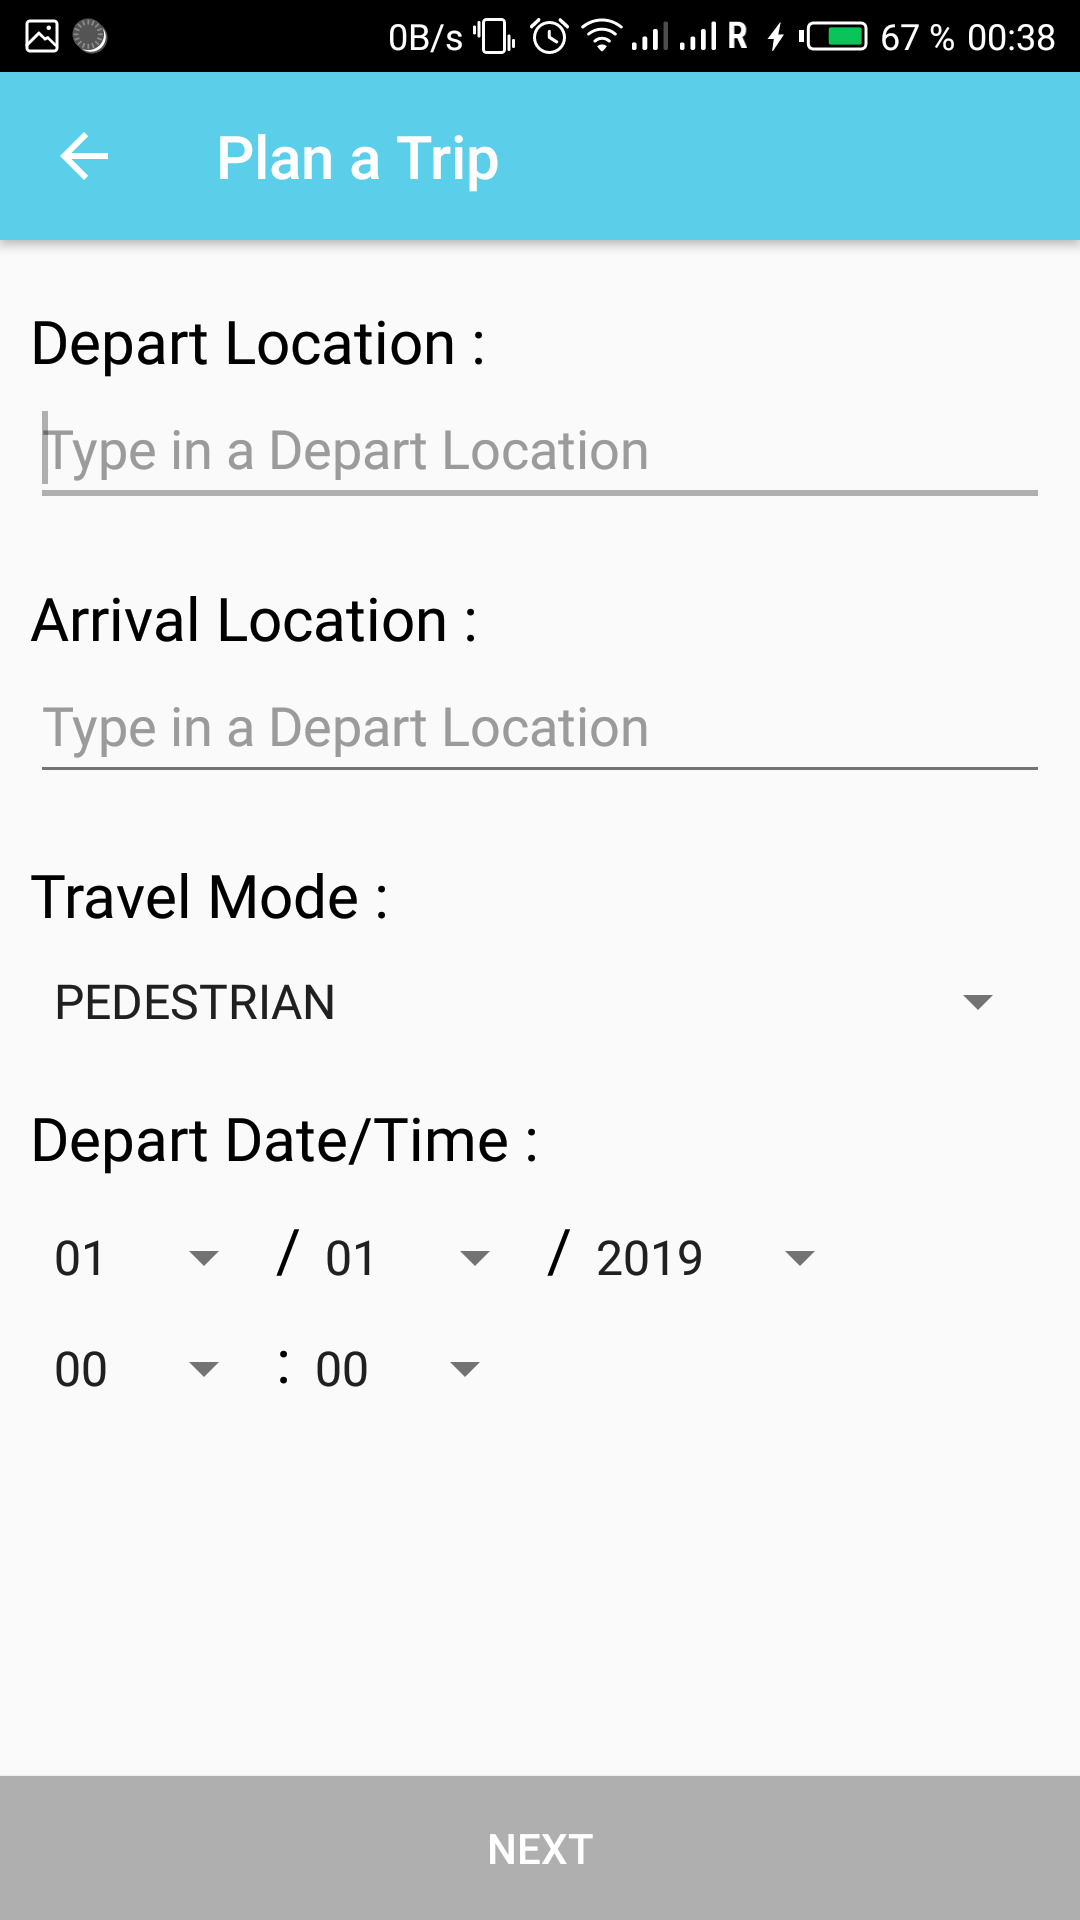 0B/s R 67 % 00:38
Plan a Trip
Depart Location :
Type in a Depart Location
Arrival Location :
Type in a Depart Location
Travel Mode :
PEDESTRIAN
Depart Date/Time :
01 / 01 / 2019
00 : 00
NEXT